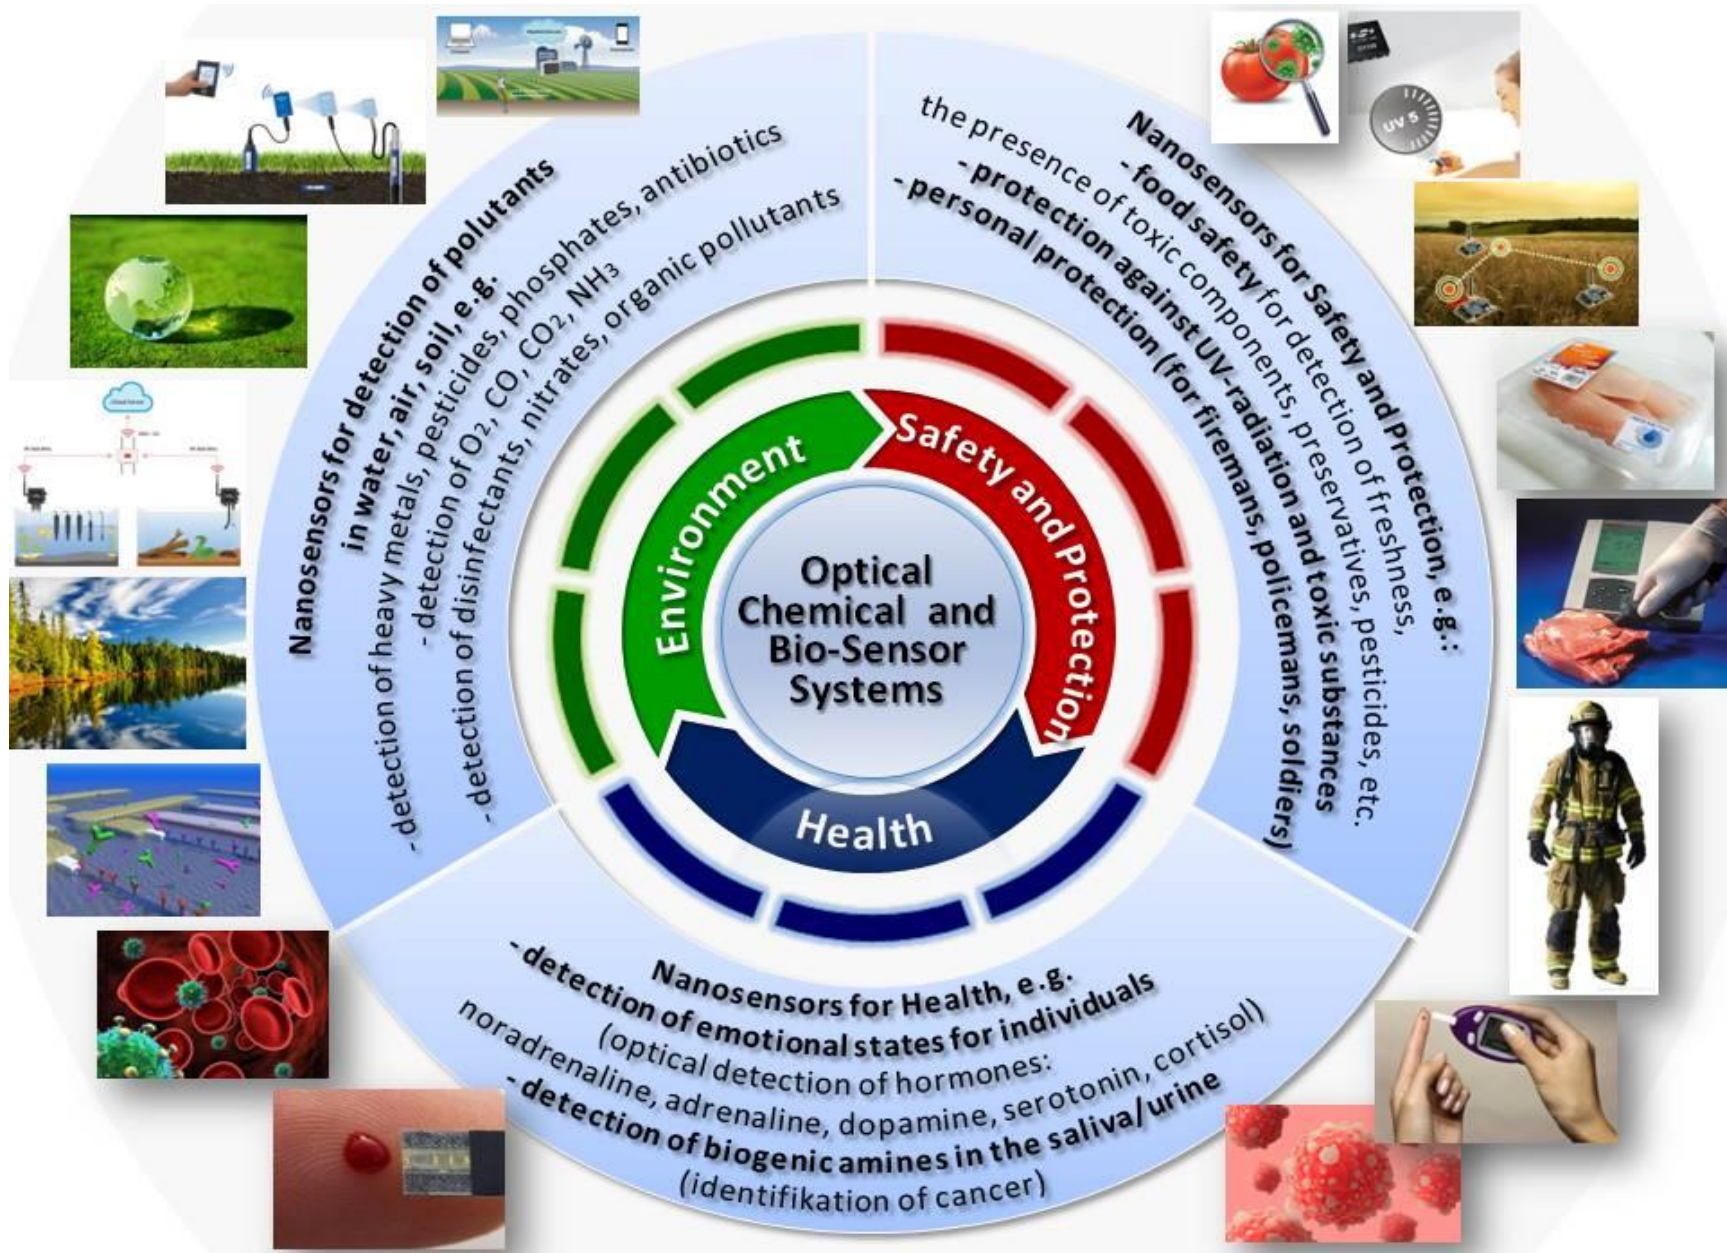 Optical
Chemical and
Bio-Sensor
Systems
Environment
Safety and Protection
Health
Nanosensors for detection of polutants
in water, air, soil, e.g.
- detection of heavy metals, pesticides, phosphates, antibiotics
- detection of O2, CO, CO2, NH3
- detection of disinfectants, nitrates, organic pollutants
Nanosensors for Safety and Protection, e.g.:
- food safety for detection of freshness,
the presence of toxic components, preservatives, pesticides, etc.
- protection against UV-radiation and toxic substances
- personal protection (for firemans, policemans, soldiers)
Nanosensors for Health, e.g.
- detection of emotional states for individuals
(optical detection of hormones:
noradrenaline, adrenaline, dopamine, serotonin, cortisol)
- detection of biogenic amines in the saliva/urine
(identifikation of cancer)
UV 5